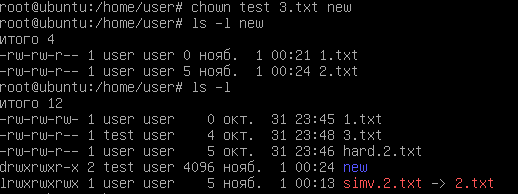 root@ubuntu:/home/user# chown test 3.txt new
root@ubuntu:/home/user# ls -l new
итого 4
-rw-rw-r-- 1 user user 0 нояб.  1 00:21 1.txt
-rw-rw-r-- 1 user user 5 нояб.  1 00:24 2.txt
root@ubuntu:/home/user# ls -l
итого 12
-rw-rw-rw- 1 user user    0 окт.  31 23:45 1.txt
-rw-rw-r-- 1 test user    4 окт.  31 23:48 3.txt
-rw-rw-r-- 1 user user    5 окт.  31 23:46 hard.2.txt
drwxrwxr-x 2 test user 4096 нояб.  1 00:24 new
lrwxrwxrwx 1 user user    5 нояб.  1 00:13 simv.2.txt -> 2.txt